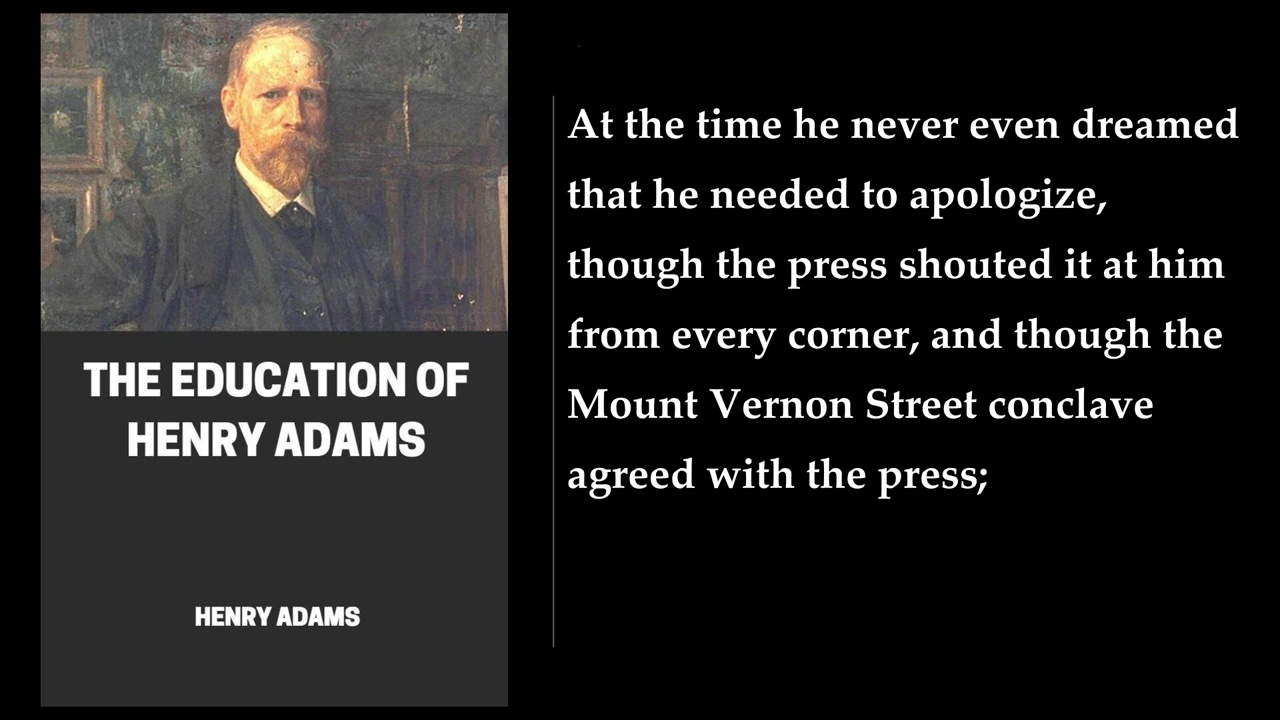 THE EDUCATION OF
HENRY ADAMS
HENRY ADAMS
At the time he never even dreamed
that he needed to apologize,
though the press shouted it at him
from every corner, and though the
Mount Vernon Street conclave
agreed with the press;